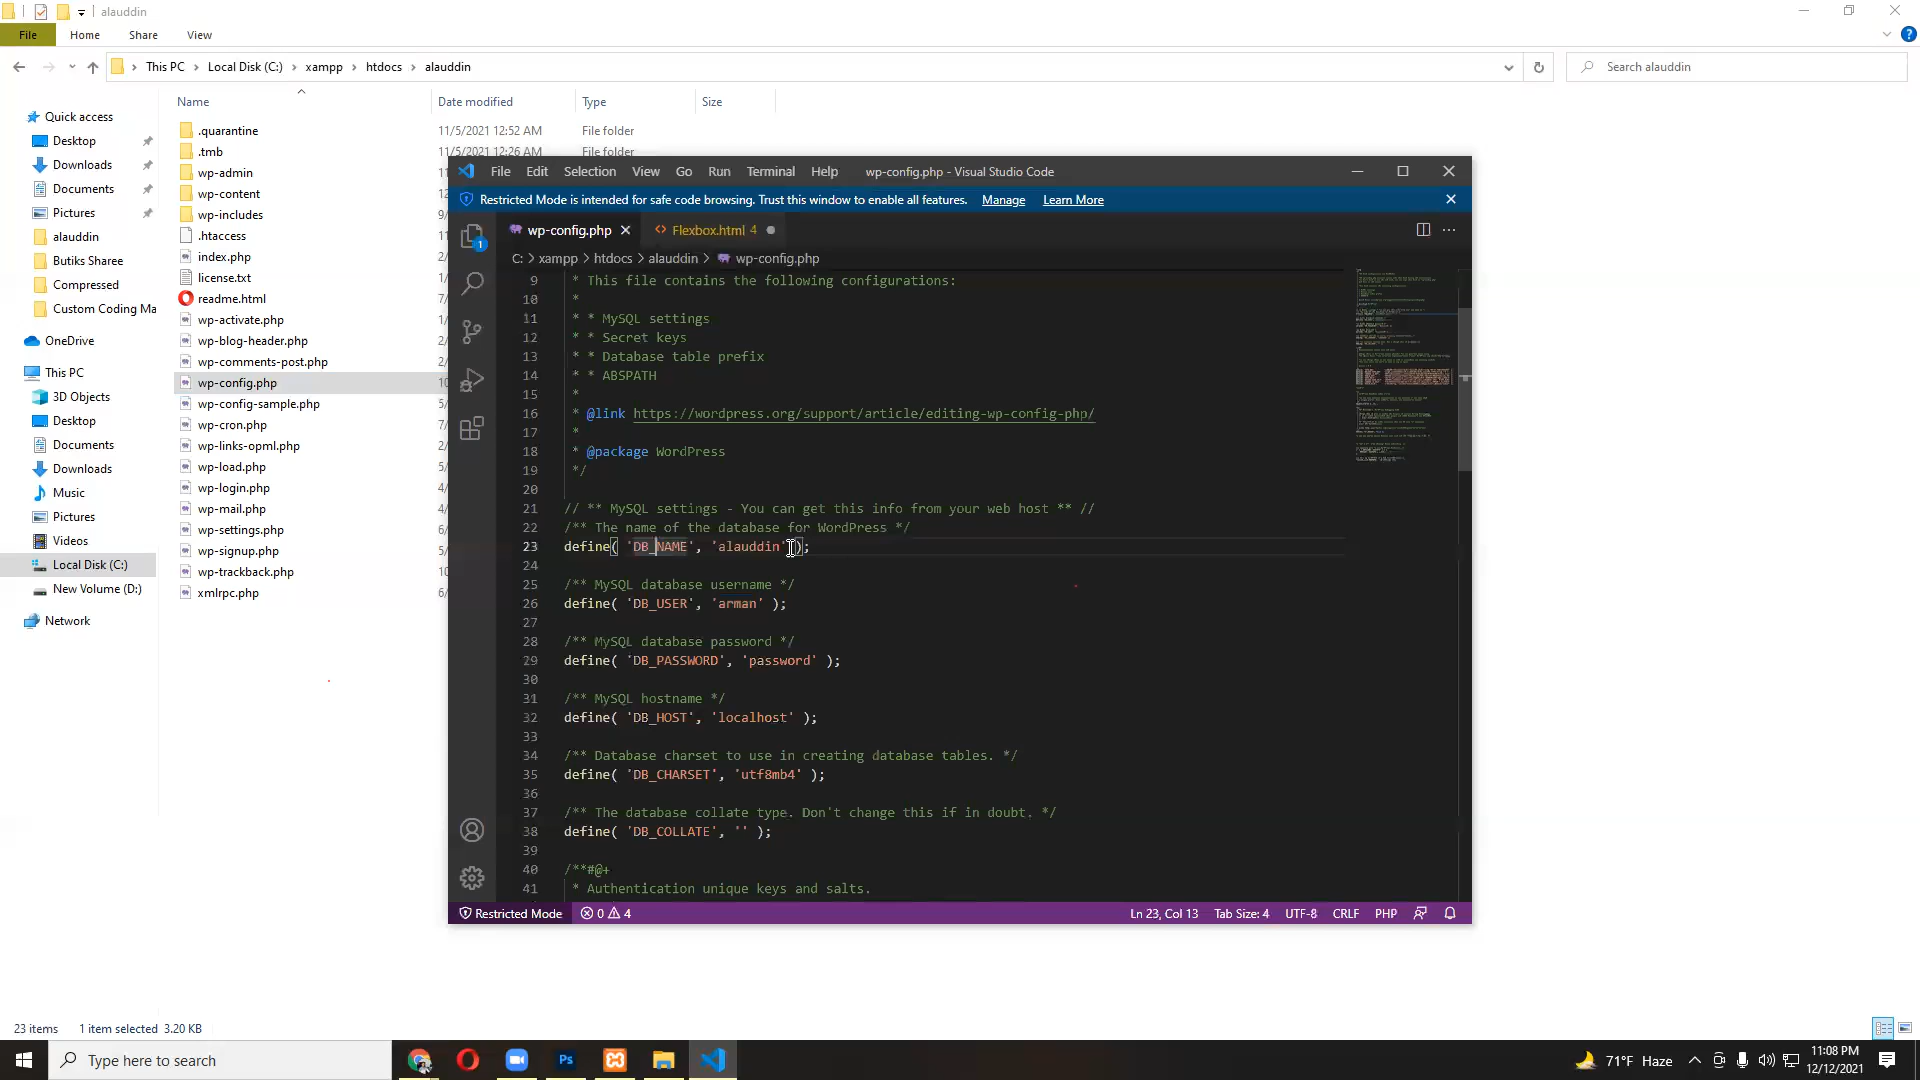 alauddin
File Home Share View
This PC Local Disk (C:) xampp htdocs alauddin
Search alauddin
Name Date modified Type Size
Quick access
Desktop
Downloads
Documents
Pictures
alauddin
Butiks Sharee
Compressed
Custom Coding Ma
OneDrive
This PC
3D Objects
Desktop
Documents
Downloads
Music
Pictures
Videos
Local Disk (C:)
New Volume (D:)
Network
.quarantine 11/5/2021 12:52 AM File folder
.tmb 11/5/2021 12:26 AM File folder
wp-admin
wp-content
wp-includes
.htaccess
index.php
license.txt
readme.html
wp-activate.php
wp-blog-header.php
wp-comments-post.php
wp-config.php
wp-config-sample.php
wp-cron.php
wp-links-opml.php
wp-load.php
wp-login.php
wp-mail.php
wp-settings.php
wp-signup.php
wp-trackback.php
xmlrpc.php
File Edit Selection View Go Run Terminal Help wp-config.php - Visual Studio Code
Restricted Mode is intended for safe code browsing. Trust this window to enable all features. Manage Learn More
1
wp-config.php Flexbox.html 4
C: > xampp > htdocs > alauddin > wp-config.php
9 * This file contains the following configurations:
10 *
11 * * MySQL settings
12 * * Secret keys
13 * * Database table prefix
14 * * ABSPATH
15 *
16 * @link https://wordpress.org/support/article/editing-wp-config-php/
17 *
18 * @package WordPress
19 */
20
21 // ** MySQL settings - You can get this info from your web host ** //
22 /** The name of the database for WordPress */
23 define( 'DB_NAME', 'alauddin' );
24
25 /** MySQL database username */
26 define( 'DB_USER', 'arman' );
27
28 /** MySQL database password */
29 define( 'DB_PASSWORD', 'password' );
30
31 /** MySQL hostname */
32 define( 'DB_HOST', 'localhost' );
33
34 /** Database charset to use in creating database tables. */
35 define( 'DB_CHARSET', 'utf8mb4' );
36
37 /** The database collate type. Don't change this if in doubt. */
38 define( 'DB_COLLATE', '' );
39
40 /**#@+
41 * Authentication unique keys and salts.
Restricted Mode 0 4 Ln 23, Col 13 Tab Size: 4 UTF-8 CRLF PHP
23 items 1 item selected 3.20 KB
Type here to search
Ps
71°F Haze
11:08 PM
12/12/2021